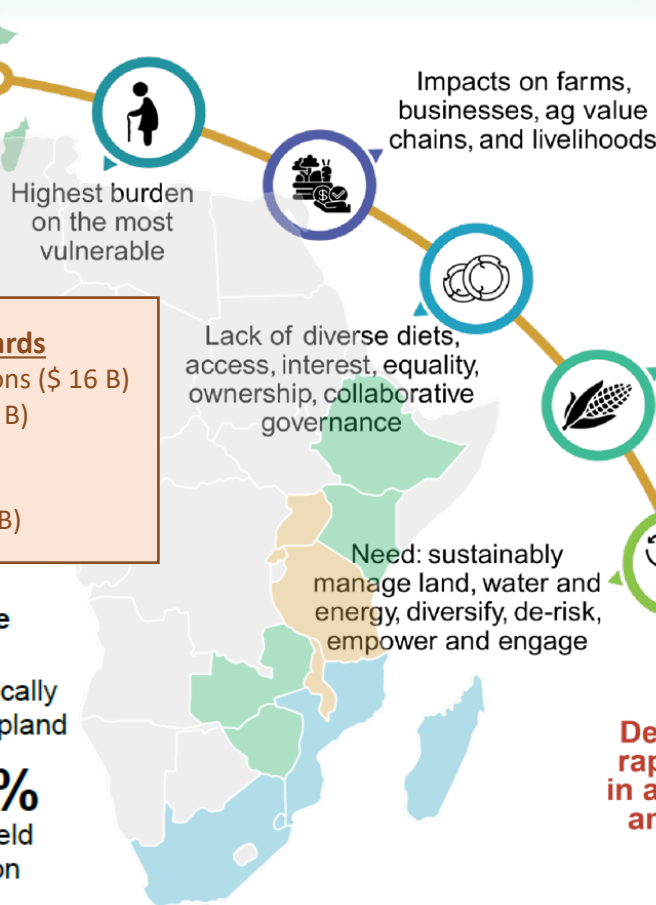 Impacts on farms,
businesses, ag value
chains, and livelihoods
Highest burden
on the most
vulnerable
Lack of diverse diets,
access, interest, equality,
ownership, collaborative
governance
($ 16 B)
B)
B)
Need: sustainably
manage land, water and
energy, diversify, de-risk,
empower and engage
%
in a